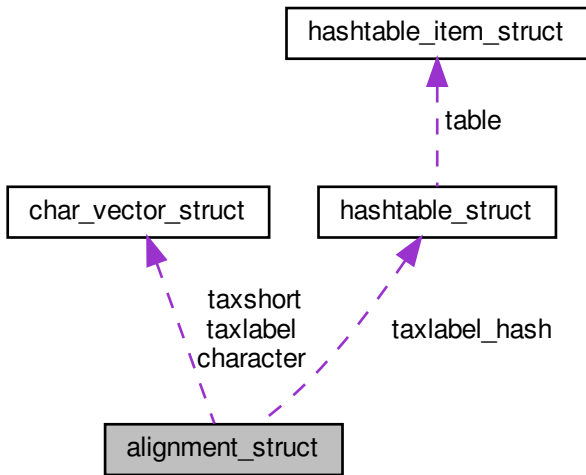 hashtable_item_struct
table
char_vector_struct
hashtable_struct
taxshort
taxlabel
character
taxlabel_hash
alignment_struct